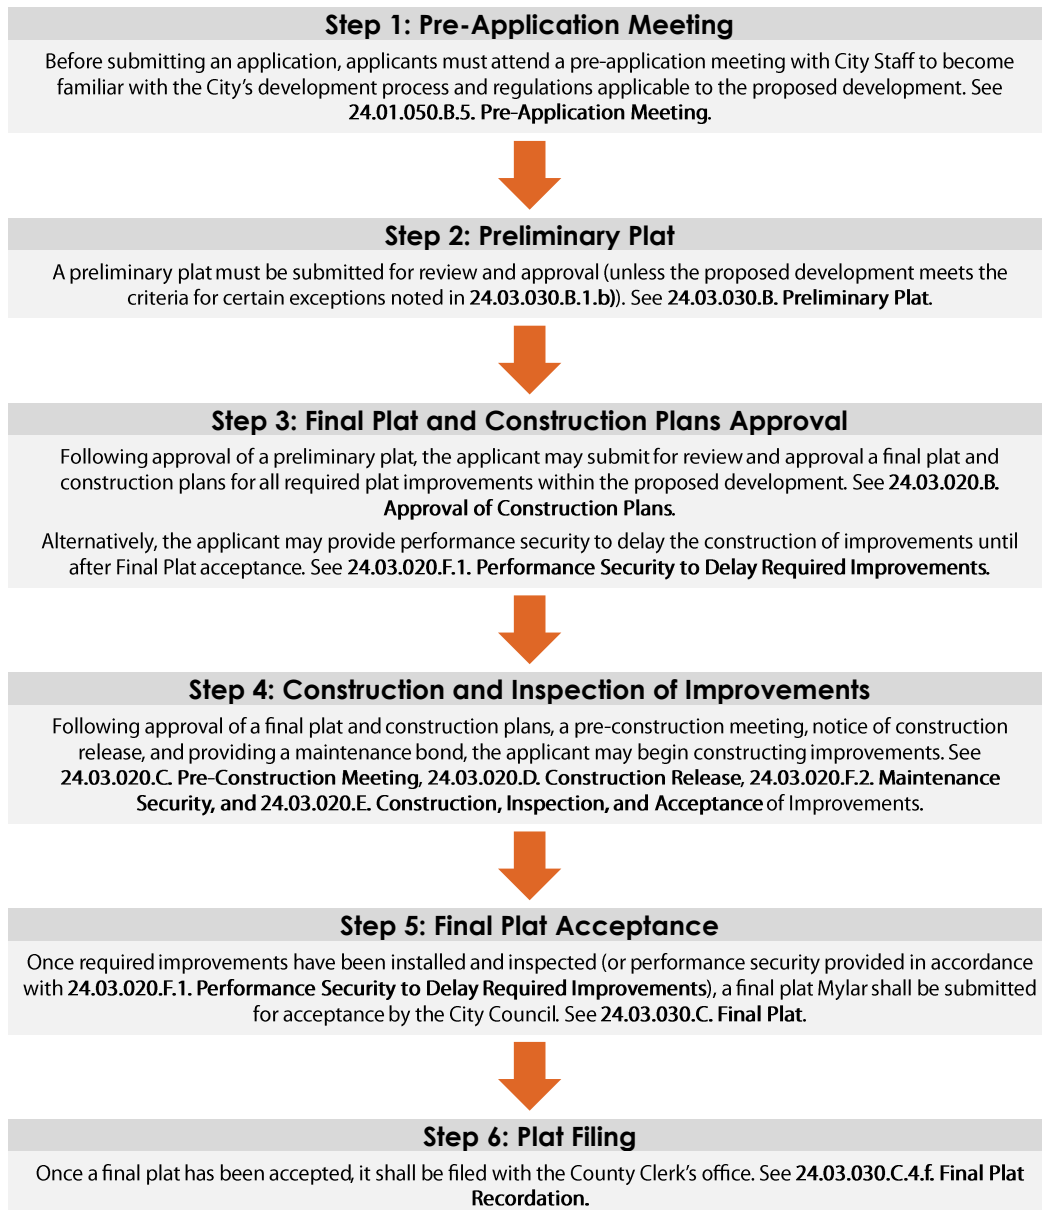 Step 1: Pre-Application Meeting
Before submitting an application, applicants must attend a pre-application meeting with City Staff to become
familiar with the City's development process and regulations applicable to the proposed development. See
24.01.050.B.5. Pre-Application Meeting.
Step 2: Preliminary Plat
A preliminary plat must be submitted for review and approval (unless the proposed development meets the
criteria for certain exceptions noted in 24.03.030.B.1.b)). See 24.03.030.B. Preliminary Plat.
Step 3: Final Plat and Construction Plans Approval
Following approval of a preliminary plat, the applicant may submit for review and approval a final plat and
construction plans for all required plat improvements within the proposed development. See 24.03.020.B.
Approval of Construction Plans.
Alternatively, the applicant may provide performance security to delay the construction of improvements until
after Final Plat acceptance. See 24.03.020.F.1. Performance Security to Delay Required Improvements.
Step 4: Construction and Inspection of Improvements
Following approval of a final plat and construction plans, a pre-construction meeting, notice of construction
release, and providing a maintenance bond, the applicant may begin constructing improvements. See
24.03.020.C. Pre-Construction Meeting, 24.03.020.D. Construction Release, 24.03.020.F.2. Maintenance
Security, and 24.03.020.E. Construction, Inspection, and Acceptance of Improvements.
Step 5: Final Plat Acceptance
Once required improvements have been installed and inspected (or performance security provided in accordance
with 24.03.020.F.1. Performance Security to Delay Required Improvements), a final plat Mylar shall be submitted
for acceptance by the City Council. See 24.03.030.C. Final Plat.
Step 6: Plat Filing
Once a final plat has been accepted, it shall be filed with the County Clerk's office. See 24.03.030.C.4.f. Final Plat
Recordation.